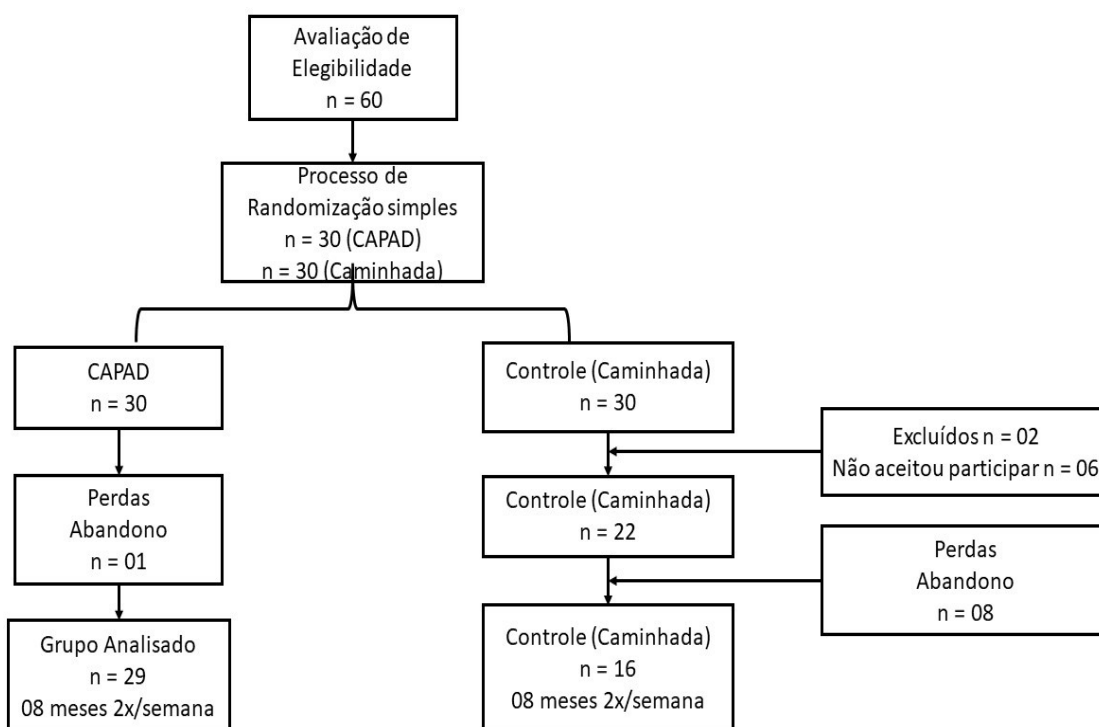 Avaliação de
Elegibilidade
n = 60
Processo de
Randomização simples
n = 30 (CAPAD)
n = 30 (Caminhada)
CAPAD
n = 30
Controle (Caminhada)
n = 30
Excluídos n = 02
Não aceitou participar n = 06
Perdas
Abandono
n = 01
Controle (Caminhada)
n = 22
Perdas
Abandono
n = 08
Grupo Analisado
n = 29
08 meses 2x/semana
Controle (Caminhada)
n = 16
08 meses 2x/semana